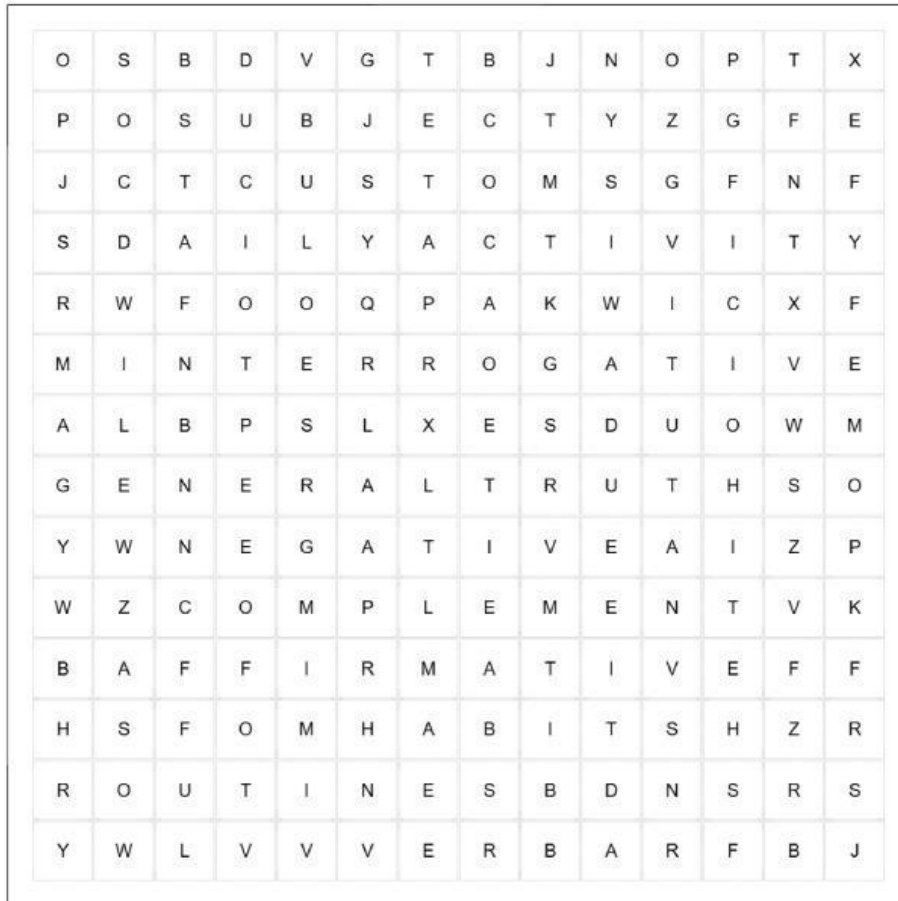 O S B D V G T B J N O P T X
P O S U B J E C T Y Z G F E
J C T C U S T O M S G F N F
S D A I L Y A C T I V I T Y
R W F O O Q P A K W I C X F
M I N T E R R O G A T I V E
A L B P S L X E S D U O W M
G E N E R A L T R U T H S O
Y W N E G A T I V E A I Z P
W Z C O M P L E M E N T V K
B A F F I R M A T I V E F F
H S F O M H A B I T S H Z R
R O U T I N E S B D N S R S
Y W L V V V E R B A R F B J